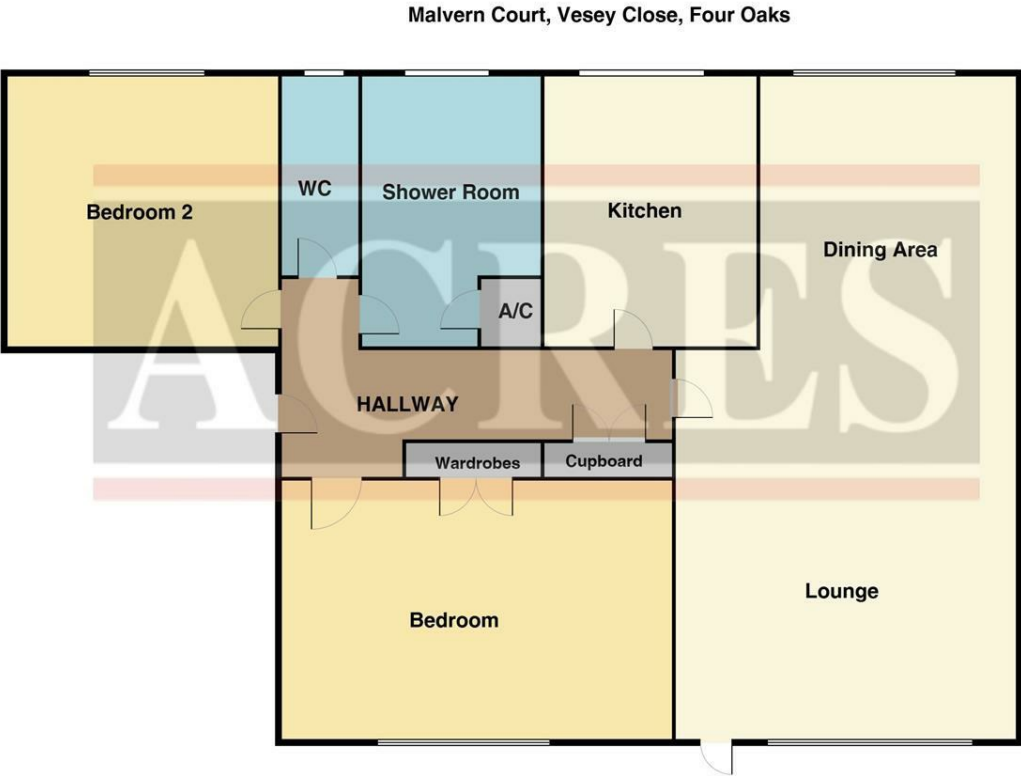 Malvern Court, Vesey Close, Four Oaks
WC
Shower Room
Bedroom 2
Kitchen
Dining Area
A/C
ACRES
HALLWAY
Wardrobes
Cupboard
Lounge
Bedroom